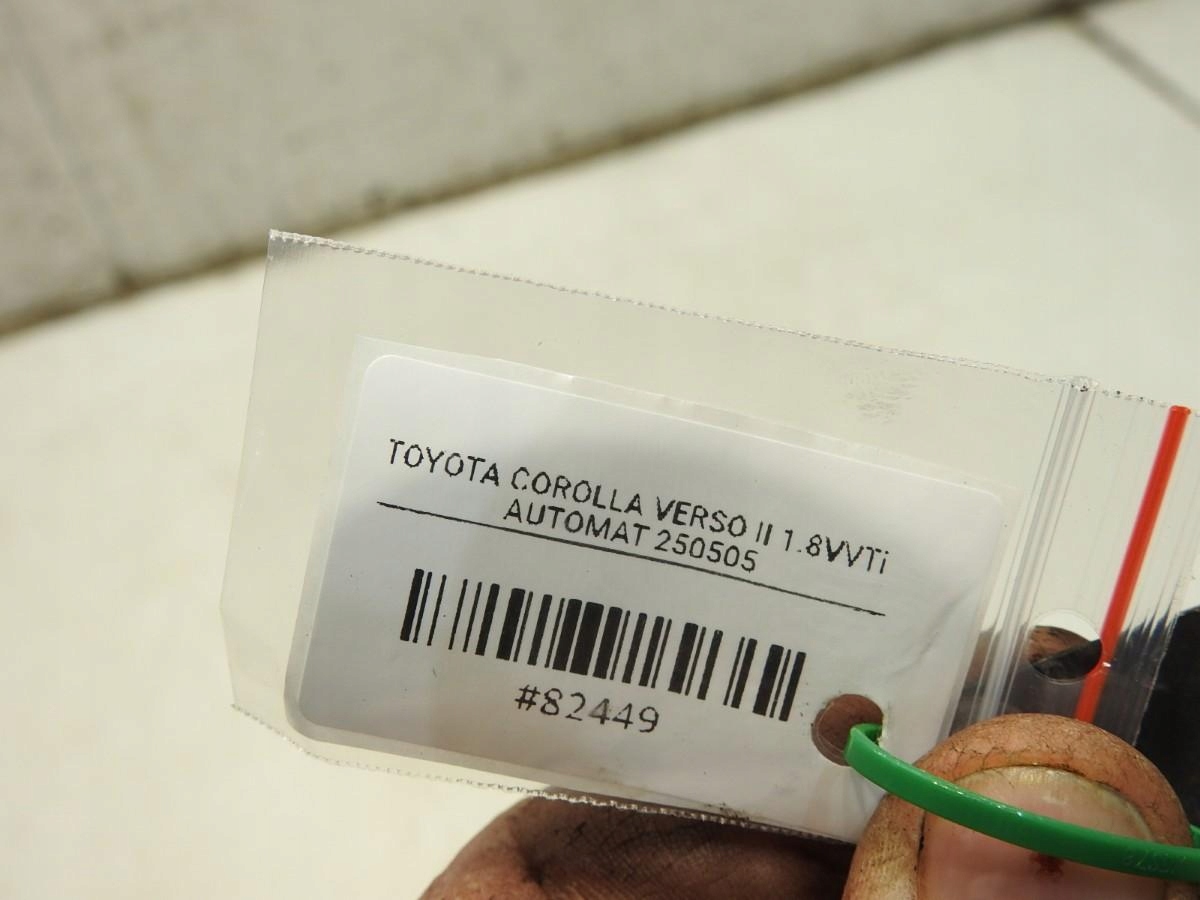 TOYOTA COROLLA VERSO II 1.8VVTi
AUTOMAT 250505
#82449